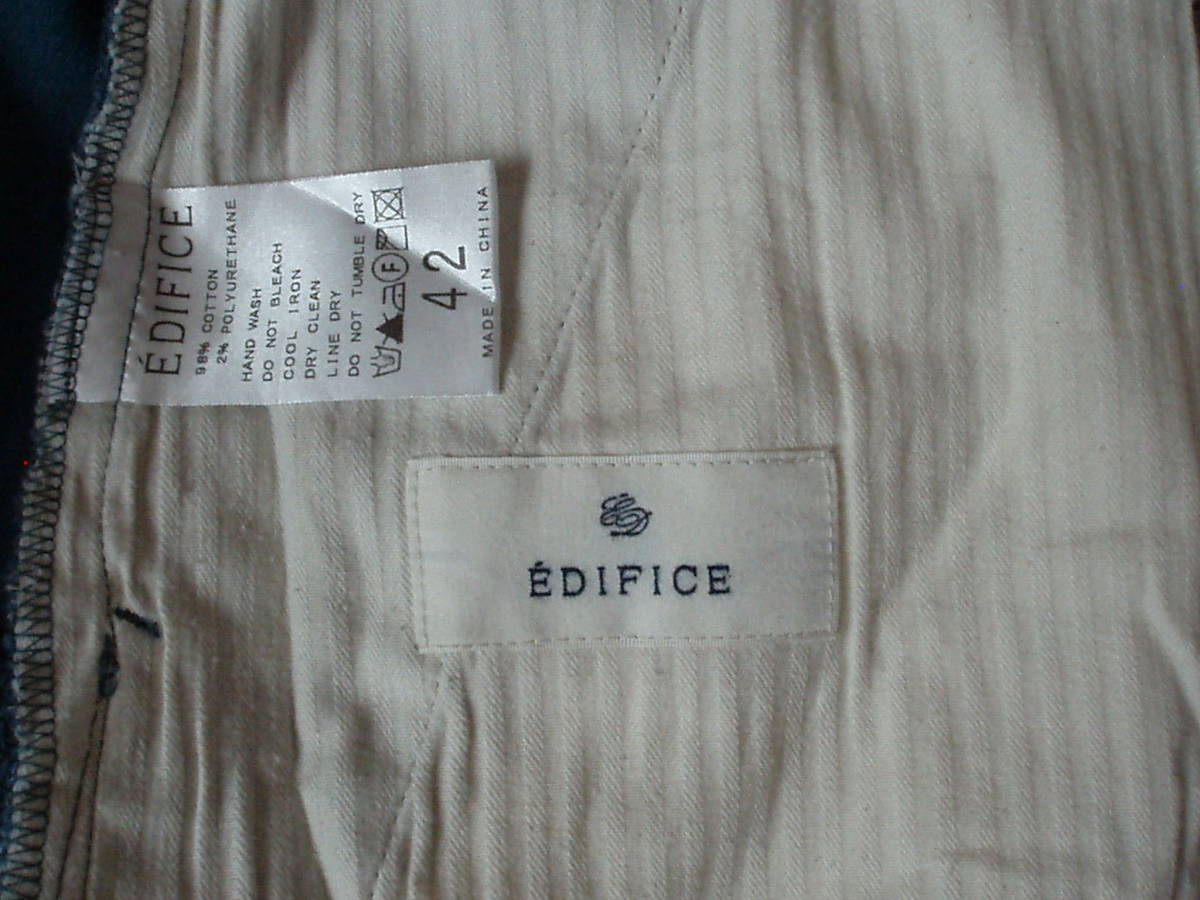 ÉDIFICE
98% COTTON
2% POLYURETHANE
HAND WASH
DO NOT BLEACH
COOL IRON
DRY CLEAN
LINE DRY
DO NOT TUMBLE DRY
F
42
MADE IN CHINA
ÉDIFICE